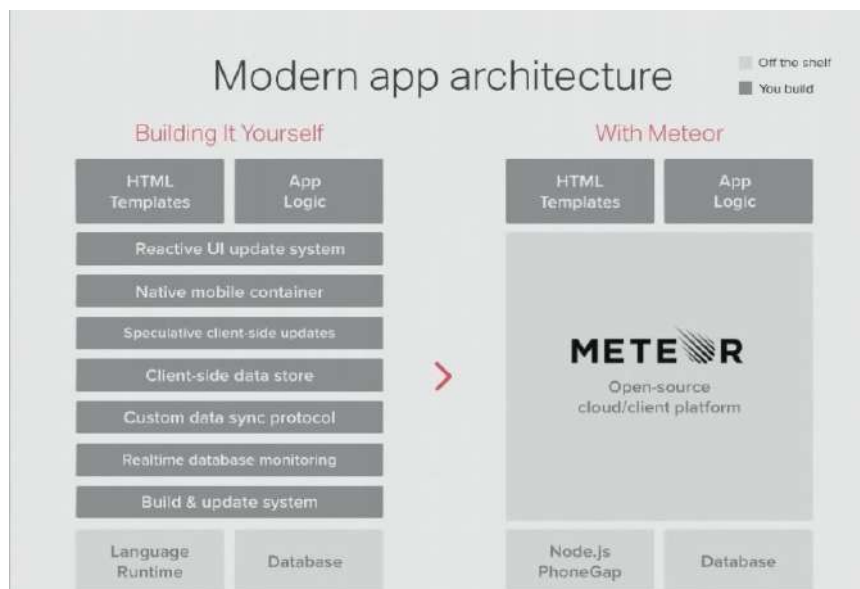 Modern app architecture
Off the shelf
You build
Building It Yourself
HTML
Templates
App
Logic
Reactive UI update system
Native mobile container
Speculative client-side updates
Client-side data store
Custom data sync protocol
Realtime database monitoring
Build & update system
Language
Runtime
Database
With Meteor
HTML
Templates
App
Logic
METEOR
Open-source
cloud/client platform
Node.js
PhoneGap
Database